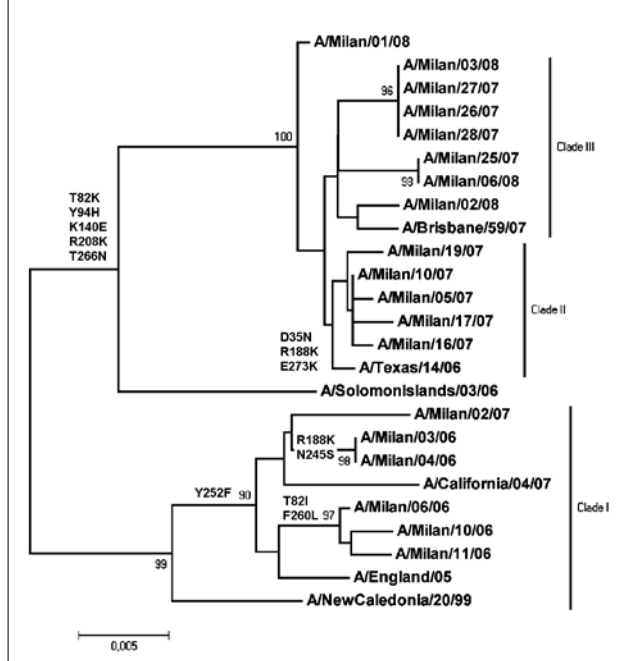 A/Milan/01/08
A/Milan/03/08
96
A/Milan/27/07
A/Milan/26/07
A/Milan/28/07
100
Clade III
A/Milan/25/07
98
A/Milan/06/08
T82K
Y94H
K140E
R208K
T266N
A/Milan/02/08
A/Brisbane/59/07
A/Milan/19/07
A/Milan/10/07
A/Milan/05/07
Clade II
A/Milan/17/07
D35N
R188K
E273K
A/Milan/16/07
A/Texas/14/06
A/SolomonIslands/03/06
A/Milan/02/07
R188K
N245S
98
A/Milan/03/06
A/Milan/04/06
A/California/04/07
Y252F
90
T82I
F260L
97
Clade I
A/Milan/06/06
A/Milan/10/06
A/Milan/11/06
99
A/England/05
A/NewCaledonia/20/99
0,005